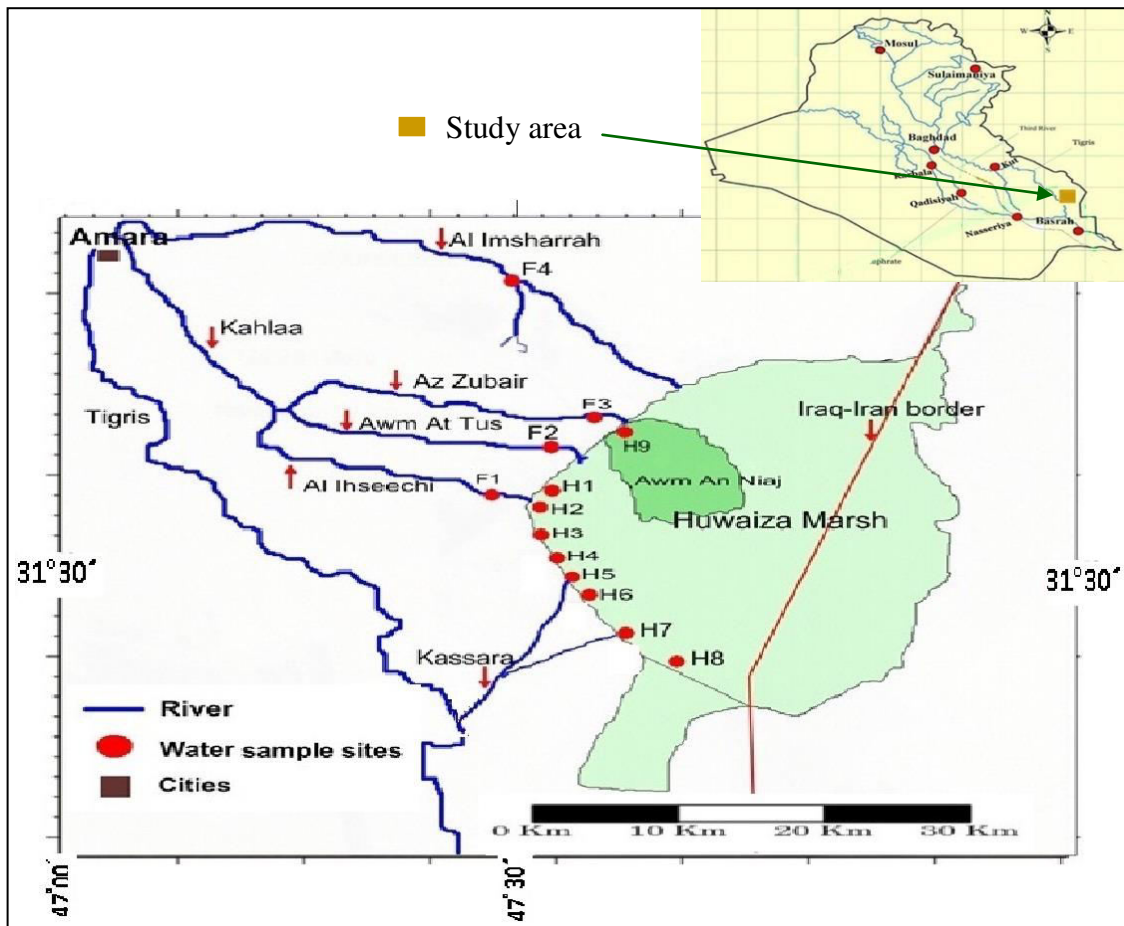 Mosul
W E
Sulaimaniya
Study area
Baghdad
Third River
Tigris
Kut
Qadisiyah
Nasseriya
Basrah
aphrate
Amara
Al Imsharrah
F4
Kahlaa
Az Zubair
Iraq-Iran border
F3
Tigris
Awm At Tus
F2
H9
Awm An Niaj
Al Ihseechi
F1
H1
H2
Huwaiza Marsh
H3
H4
H5
H6
31°30'
31°30'
H7
Kassara
H8
River
Water sample sites
Cities
0 Km 10 Km 20 Km 30 Km
47°00'
47°30'